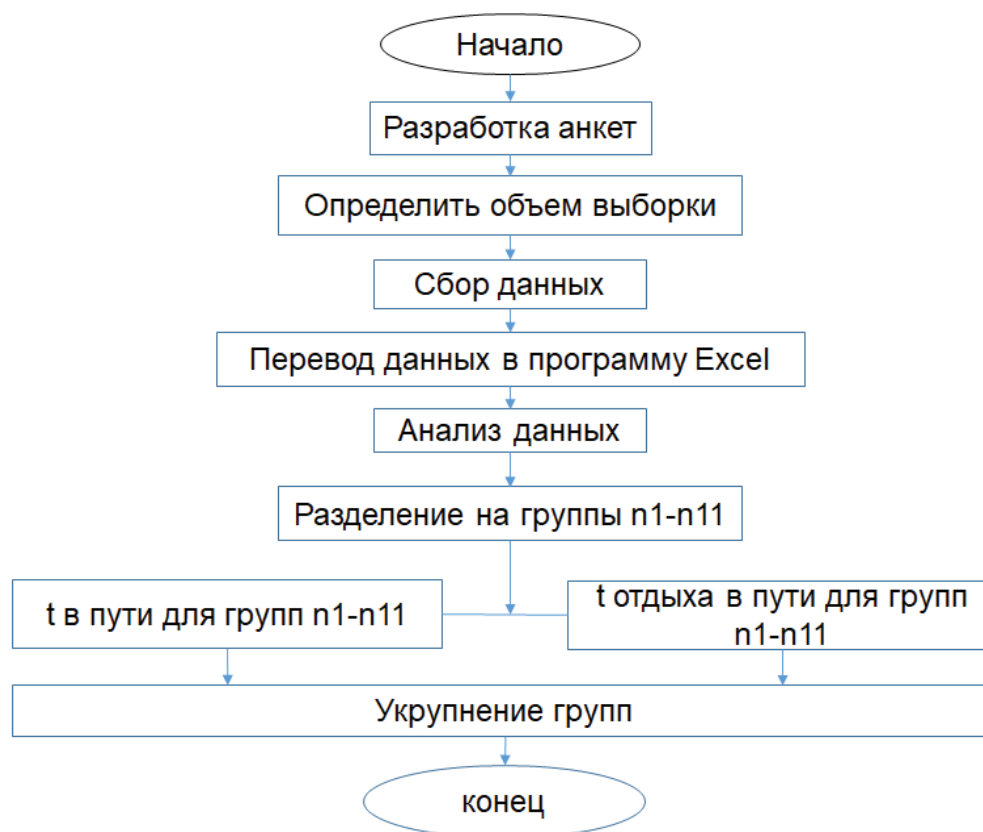 Начало
Разработка анкет
Определить объем выборки
Сбор данных
Перевод данных в программу Excel
Анализ данных
Разделение на группы n1-n11
t в пути для групп n1-n11
t отдыха в пути для групп
n1-n11
Укрупнение групп
конец